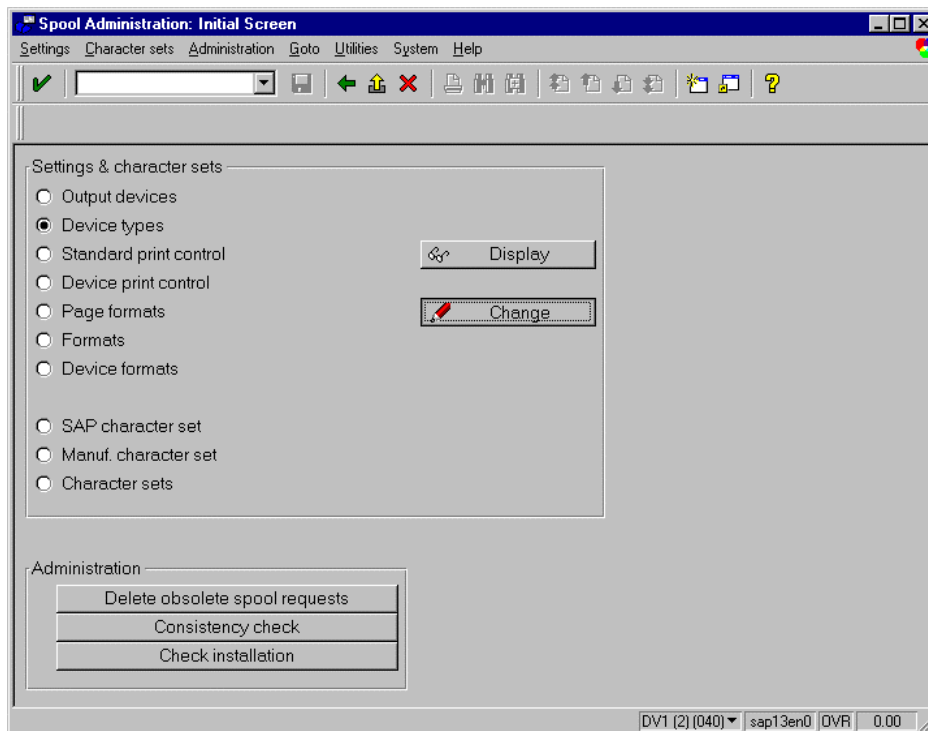 Spool Administration: Initial Screen
Settings Character sets Administration Goto Utilities System Help
Settings & character sets
Output devices
Device types
Standard print control
Display
Device print control
Page formats
Change
Formats
Device formats
SAP character set
Manuf. character set
Character sets
Administration
Delete obsolete spool requests
Consistency check
Check installation
DV1 (2) (040) sap13en0 OVR 0.00